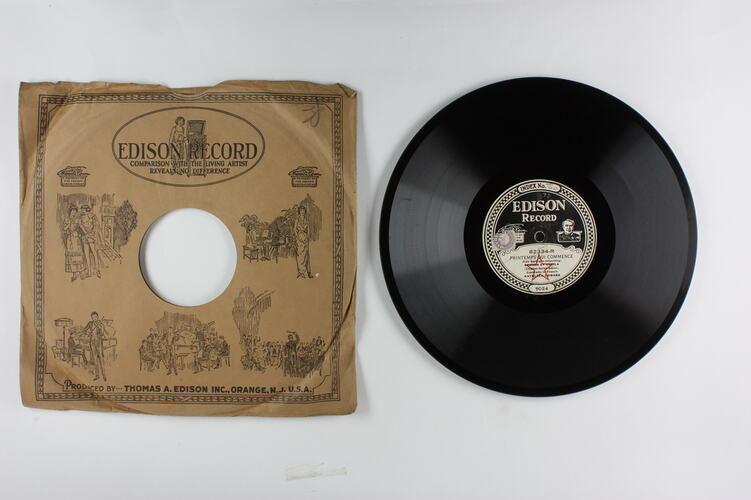 EDISON RECORD
COMPARISON WITH THE LIVING ARTIST
REVEALS NO DIFFERENCE
PRODUCED BY THOMAS A. EDISON INC., ORANGE, N.J. U.S.A.
INDEX No.
EDISON
RECORD
82334-R
PRINTEMPS QUI COMMENCE
9024